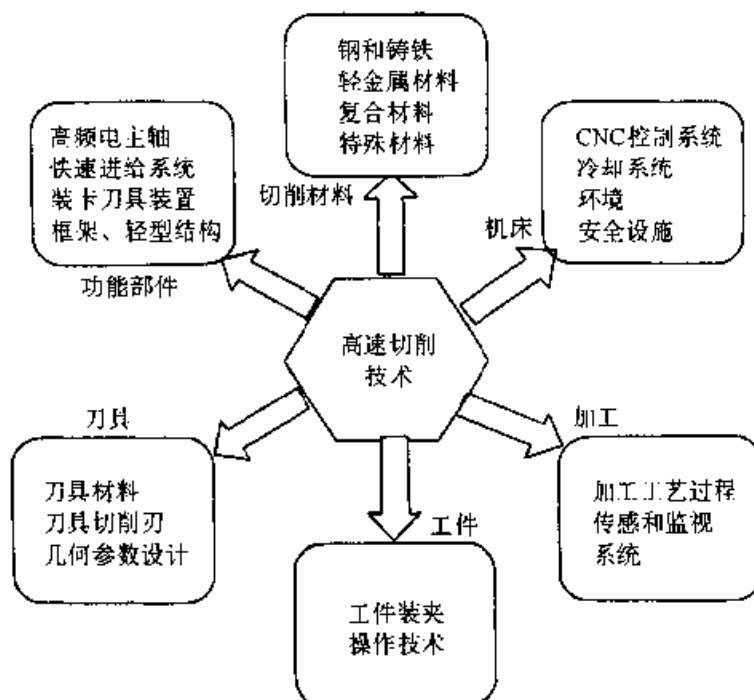 钢和铸铁
轻金属材料
复合材料
特殊材料
高频电主轴
快速进给系统
装卡刀具装置
框架、轻型结构
CNC控制系统
冷却系统
环境
安全设施
切削材料
机床
功能部件
高速切削
技术
刀具
加工
刀具材料
刀具切削刃
几何参数设计
加工工艺过程
传感和监视
系统
工件
工件装夹
操作技术